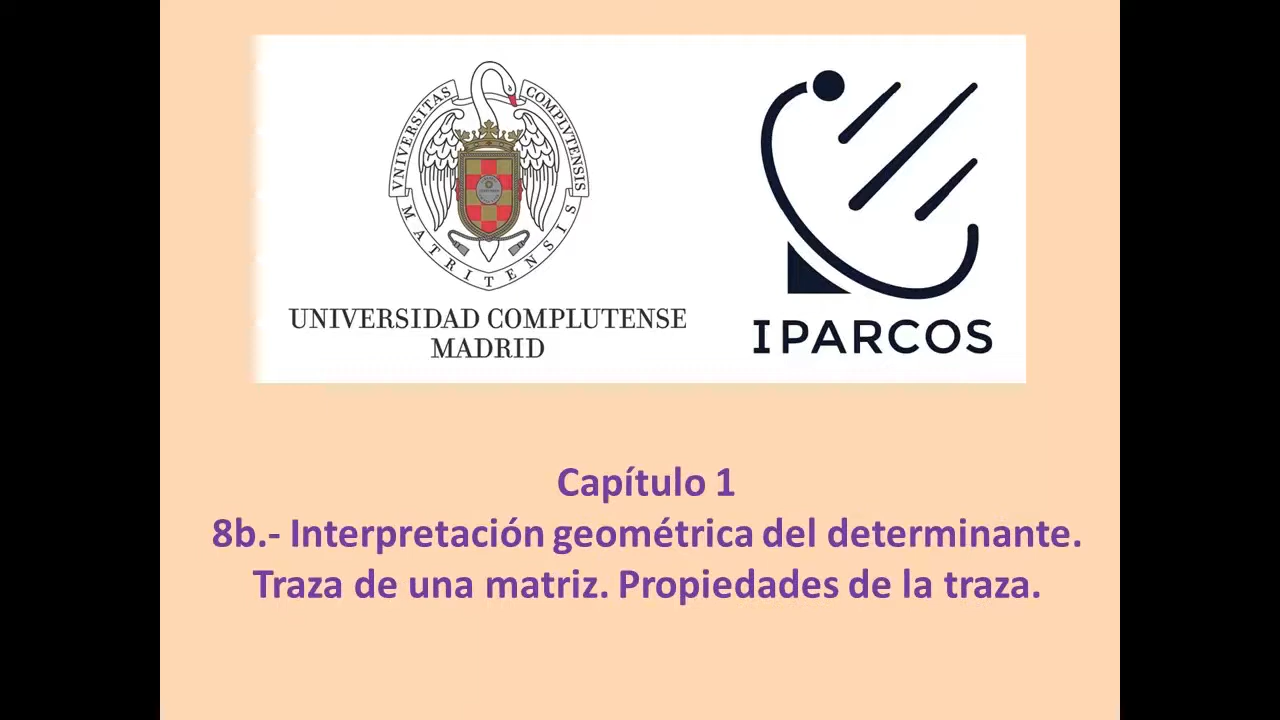 VNIVERSITAS COMPLVTENSIS
MATRITENSIS
UNIVERSIDAD COMPLUTENSE
MADRID
IPARCOS
Capítulo 1
8b.- Interpretación geométrica del determinante.
Traza de una matriz. Propiedades de la traza.